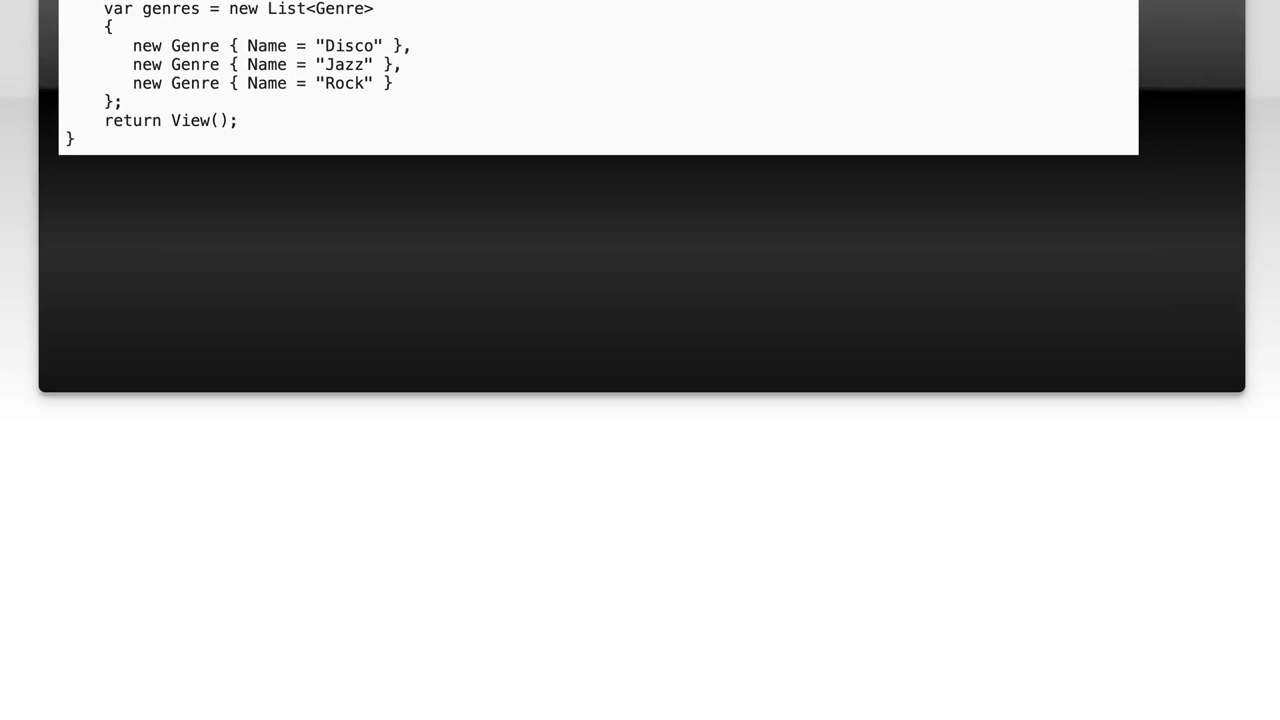 var genres = new List<Genre>
{
new Genre { Name = "Disco" },
new Genre { Name = "Jazz" },
new Genre { Name = "Rock" }
};
return View();
}